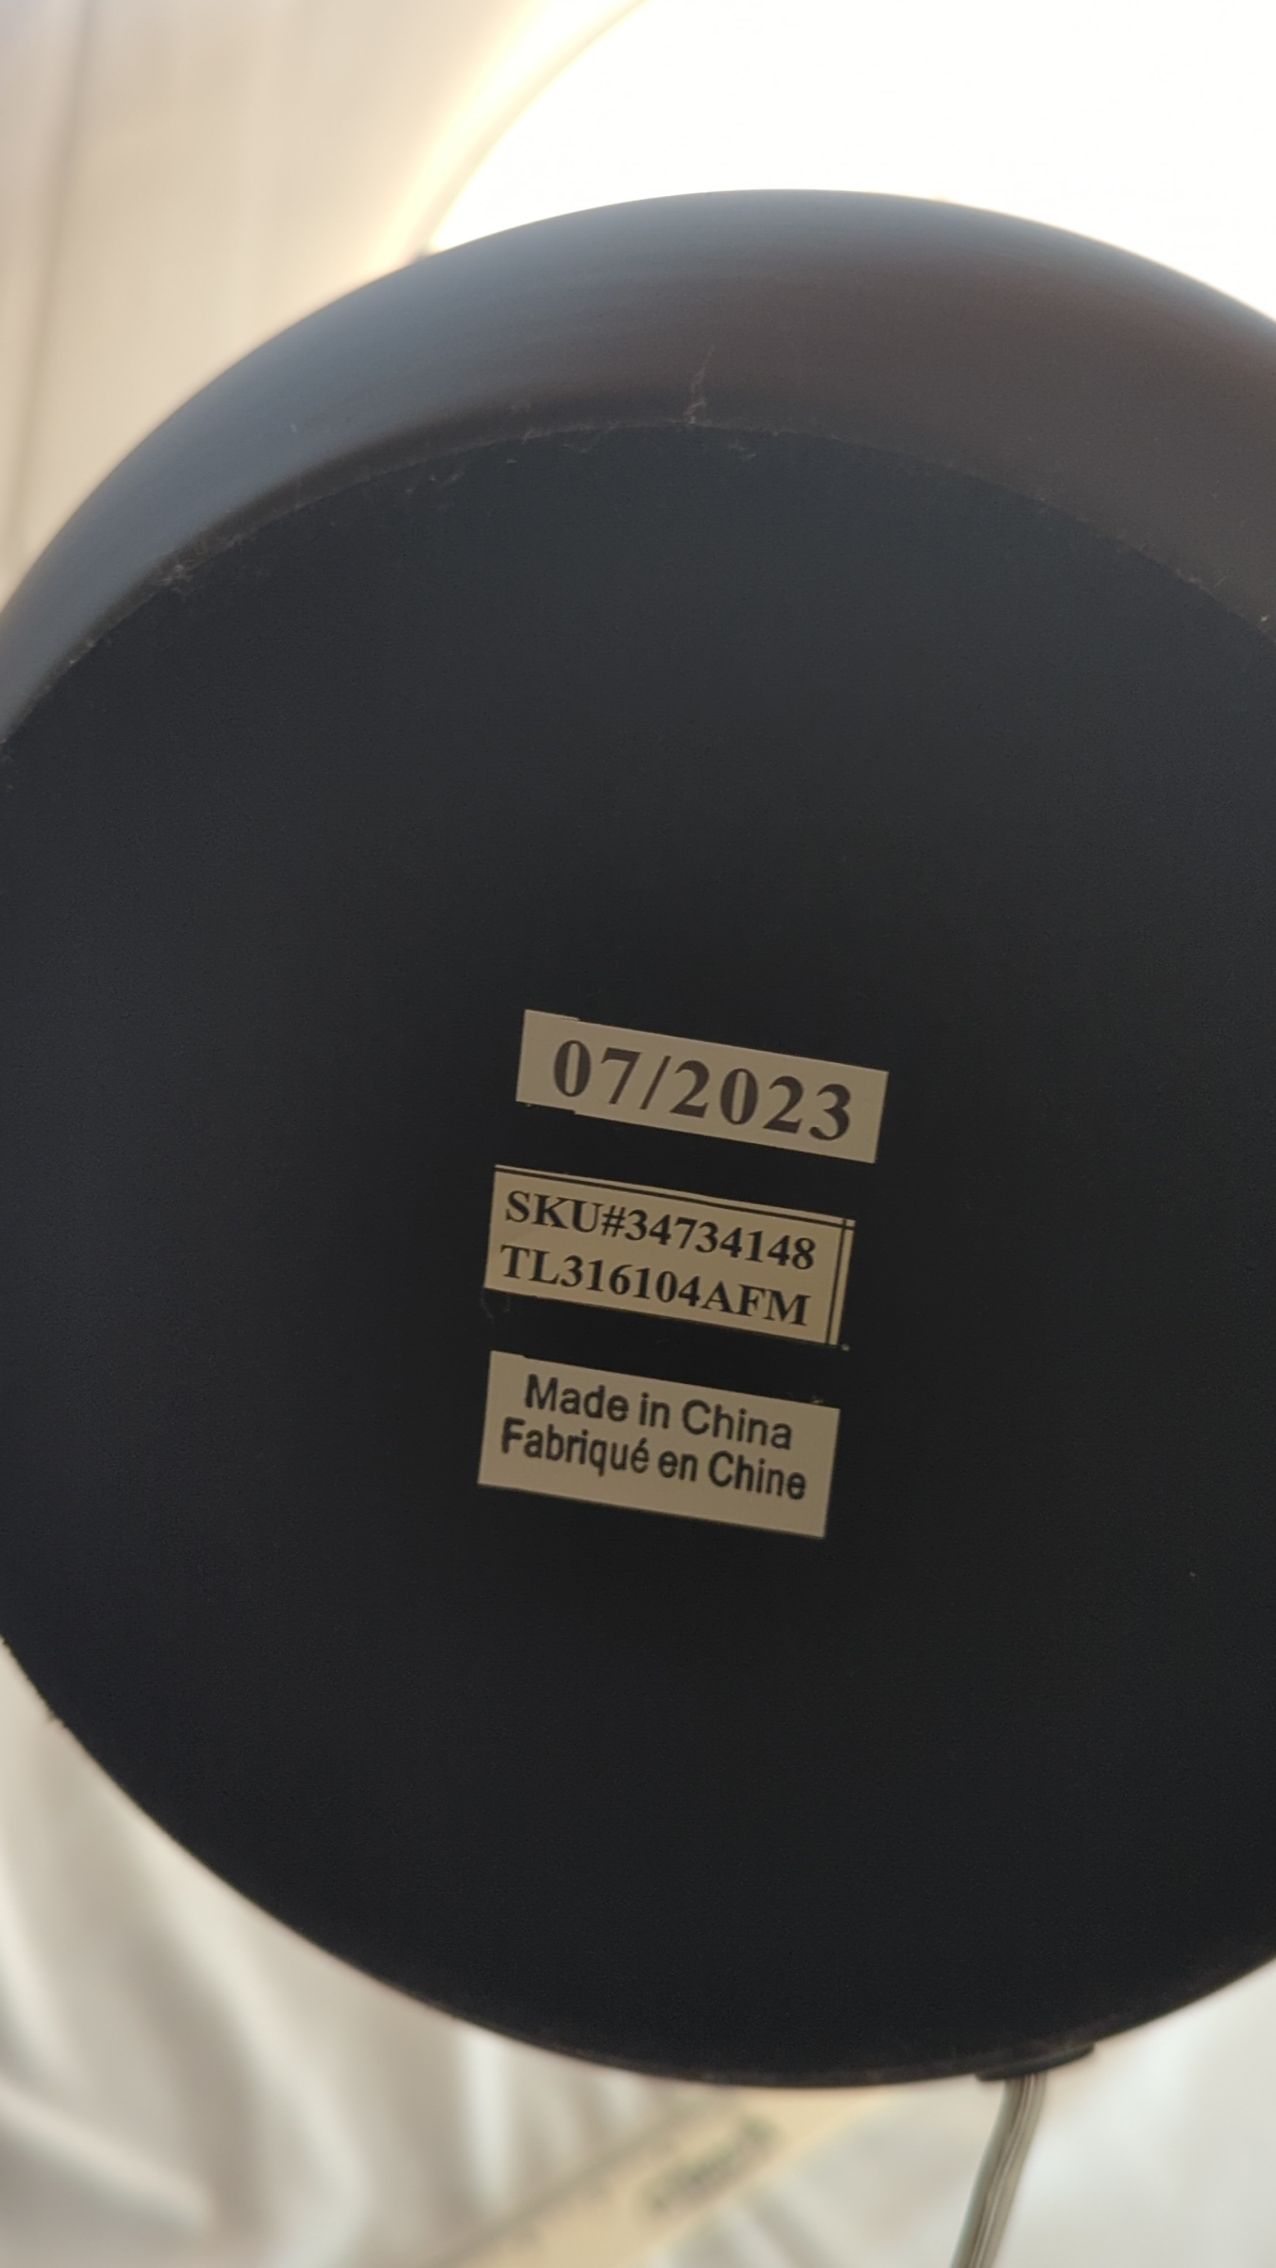 07/2023
SKU#34734148
TL316104AFM
Made in China
Fabriqué en Chine